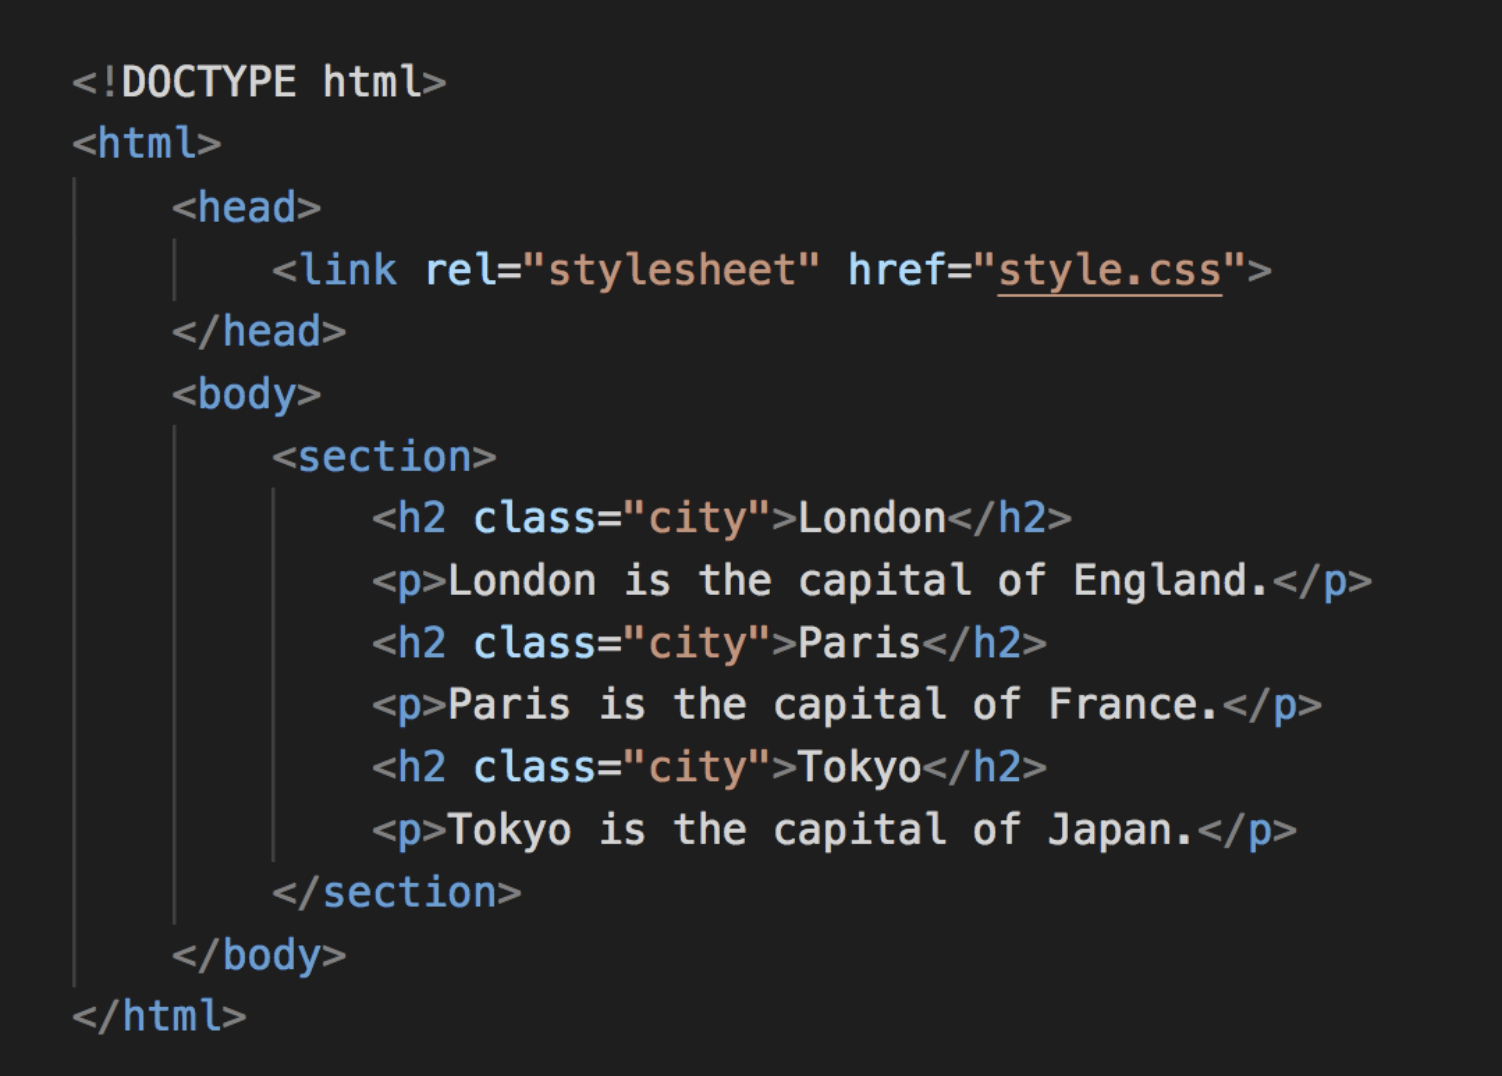 <!DOCTYPE html>
<html>
    <head>
        <link rel="stylesheet" href="style.css">
    </head>
    <body>
        <section>
            <h2 class="city">London</h2>
            <p>London is the capital of England.</p>
            <h2 class="city">Paris</h2>
            <p>Paris is the capital of France.</p>
            <h2 class="city">Tokyo</h2>
            <p>Tokyo is the capital of Japan.</p>
        </section>
    </body>
</html>